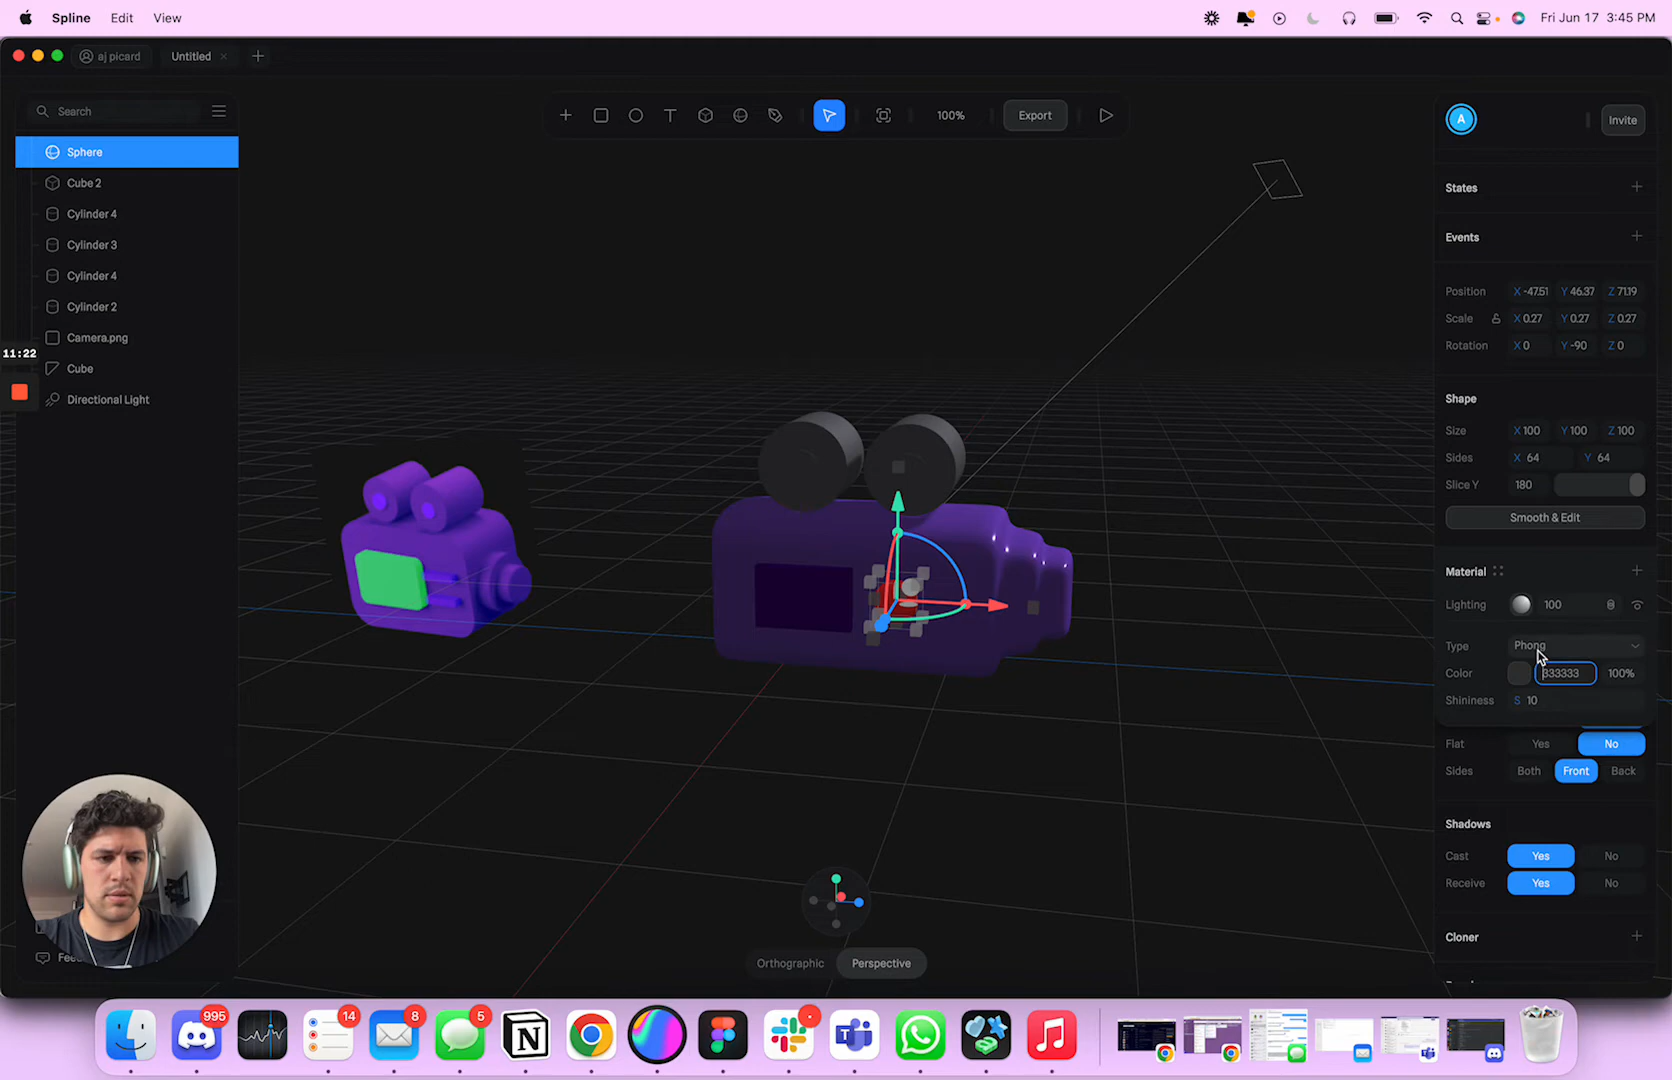 Spline Edit View Fri Jun 17 3:45 PM
aj picard Untitled
Search
100% Export
A Invite
Sphere
Cube 2
Cylinder 4
Cylinder 3
Cylinder 4
Cylinder 2
Camera.png
Cube
Directional Light
11:22
States
Events
Position X -47.51 Y 46.37 Z 71.19
Scale X 0.27 Y 0.27 Z 0.27
Rotation X 0 Y -90 Z 0
Shape
Size X 100 Y 100 Z 100
Sides X 64 Y 64
Slice Y 180
Smooth & Edit
Material
Lighting 100
Type Phong
Color 333333 100%
Shininess S 10
Flat Yes No
Sides Both Front Back
Shadows
Cast Yes No
Receive Yes No
Cloner
Orthographic Perspective
995 14 8 5